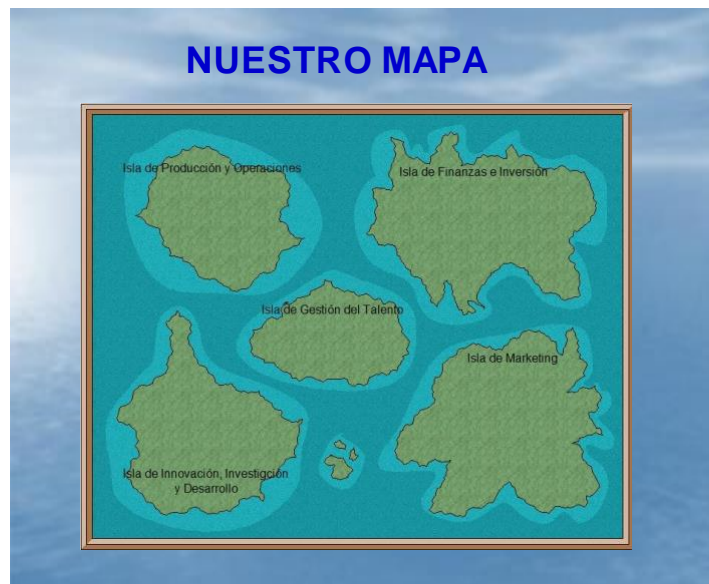 NUESTRO MAPA
Isla de Producción y Operaciones
Isla de Finanzas e Inversión
Isla de Gestión del Talento
Isla de Marketing
Isla de Innovación, Investigción
y Desarrollo